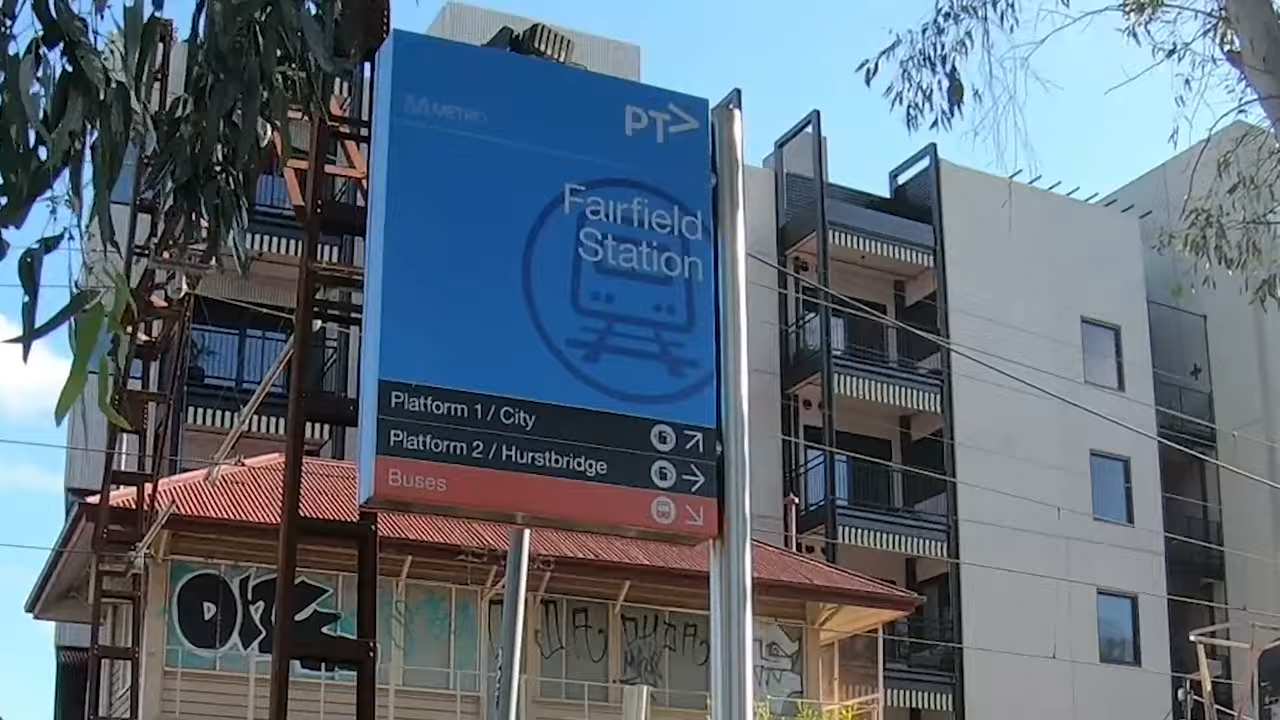 METRO
PT>
Fairfield
Station
Platform 1 / City
Platform 2 / Hurstbridge
Buses